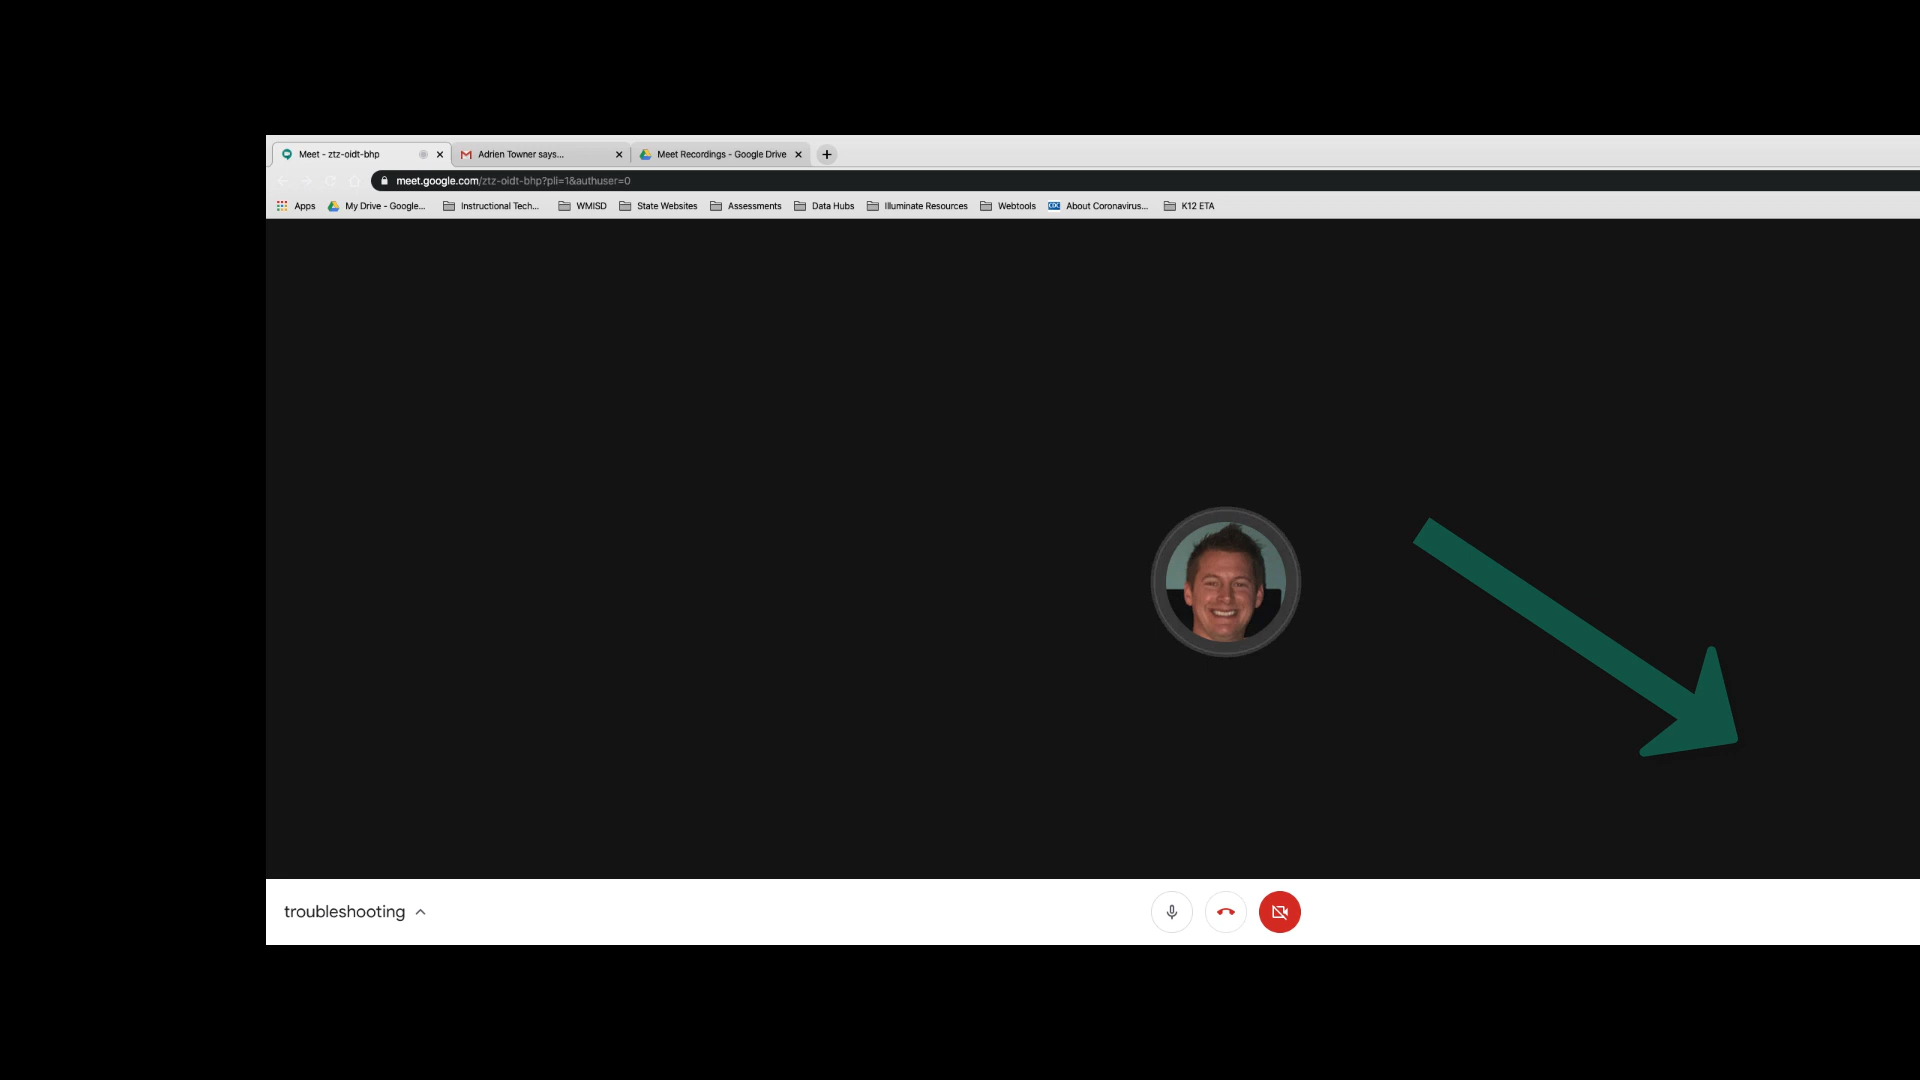 Meet - ztz-oidt-bhp
Adrien Towner says...
Meet Recordings - Google Drive
meet.google.com/ztz-oidt-bhp?pli=1&authuser=0
Apps My Drive - Google... Instructional Tech... WMISD State Websites Assessments Data Hubs Illuminate Resources Webtools CDC About Coronavirus... K12 ETA
troubleshooting